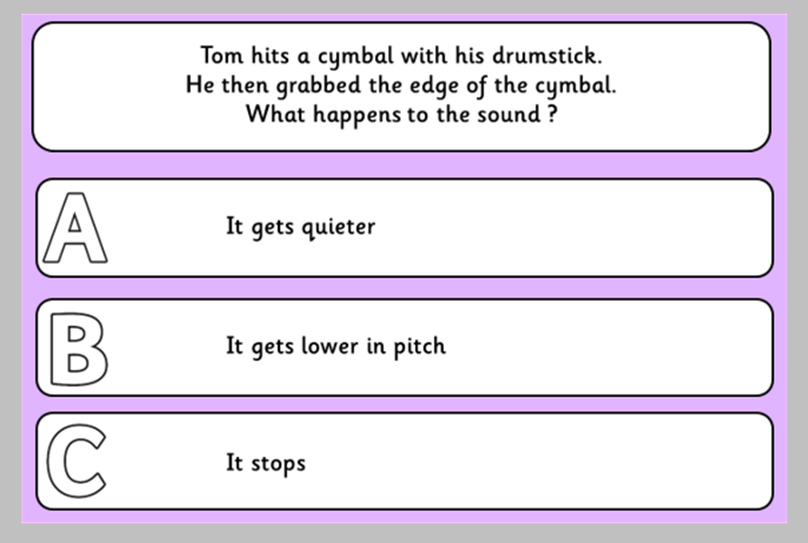 Tom hits a cymbal with his drumstick.
He then grabbed the edge of the cymbal.
What happens to the sound ?
A It gets quieter
B It gets lower in pitch
C It stops